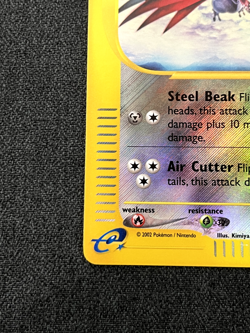 Steel Beak Fli
heads, this attack
damage plus 10 m
damage.
Air Cutter Flip
tails, this attack d
weakness resistance
e
© 2002 Pokémon / Nintendo Illus. Kimiya